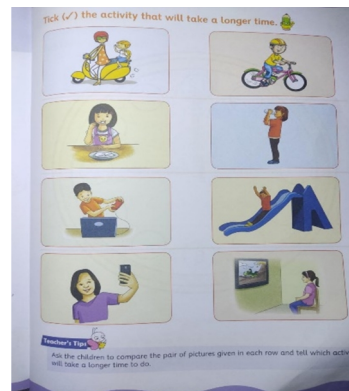 Tick (✓) the activity that will take a longer time.
Teacher's Tips
Ask the children to compare the pair of pictures given in each row and tell which
will take a longer time to do.